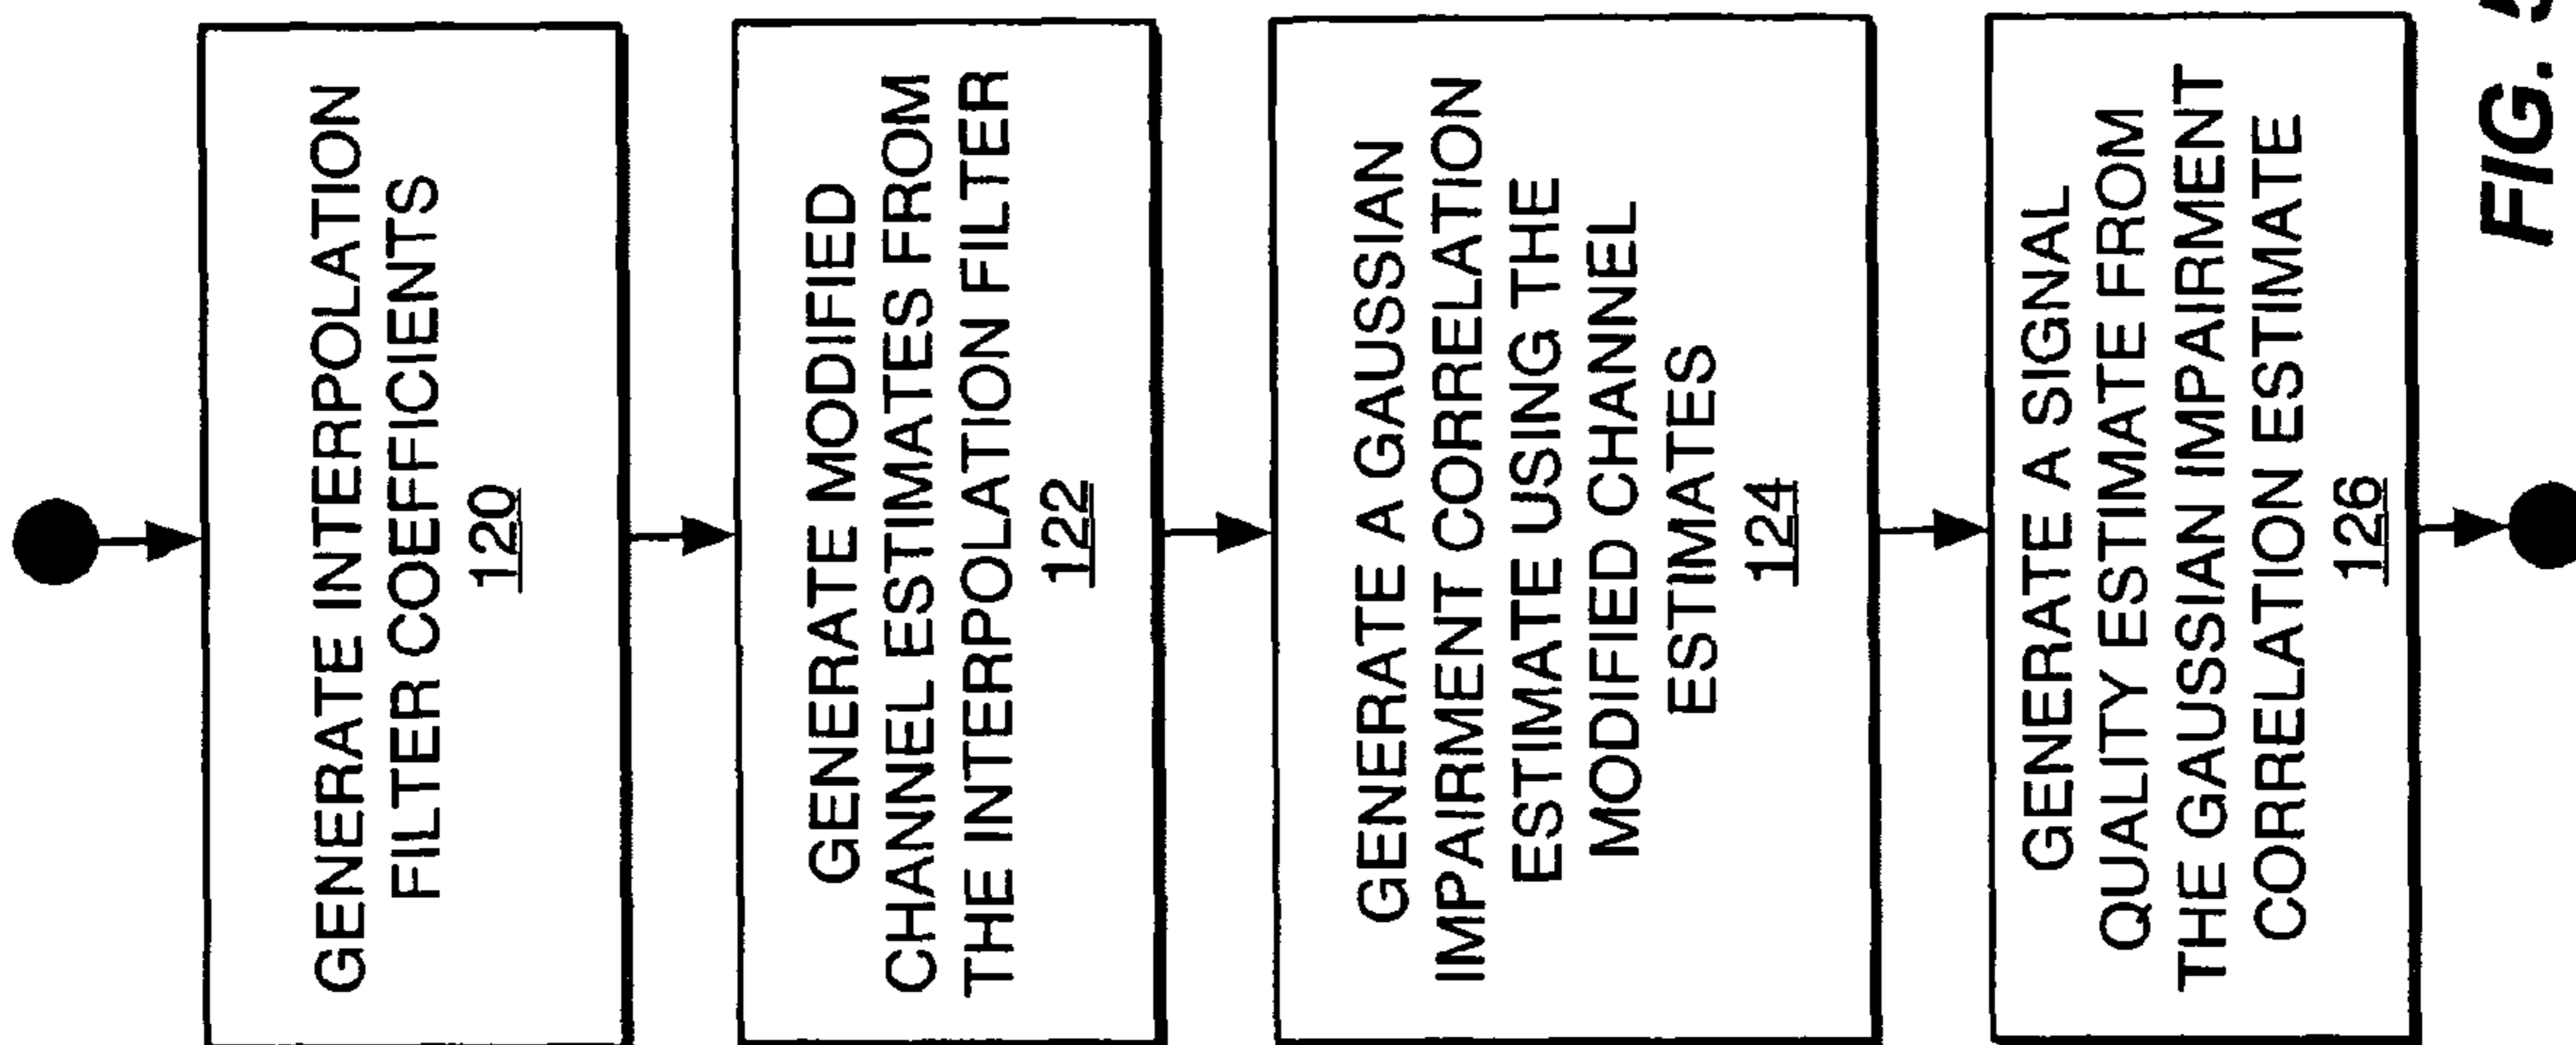 GENERATE INTERPOLATION
FILTER COEFFICIENTS
120
GENERATE MODIFIED
CHANNEL ESTIMATES FROM
THE INTERPOLATION FILTER
122
GENERATE A GAUSSIAN
IMPAIRMENT CORRELATION
ESTIMATE USING THE
MODIFIED CHANNEL
ESTIMATES
124
GENERATE A SIGNAL
QUALITY ESTIMATE FROM
THE GAUSSIAN IMPAIRMENT
CORRELATION ESTIMATE
126
FIG.